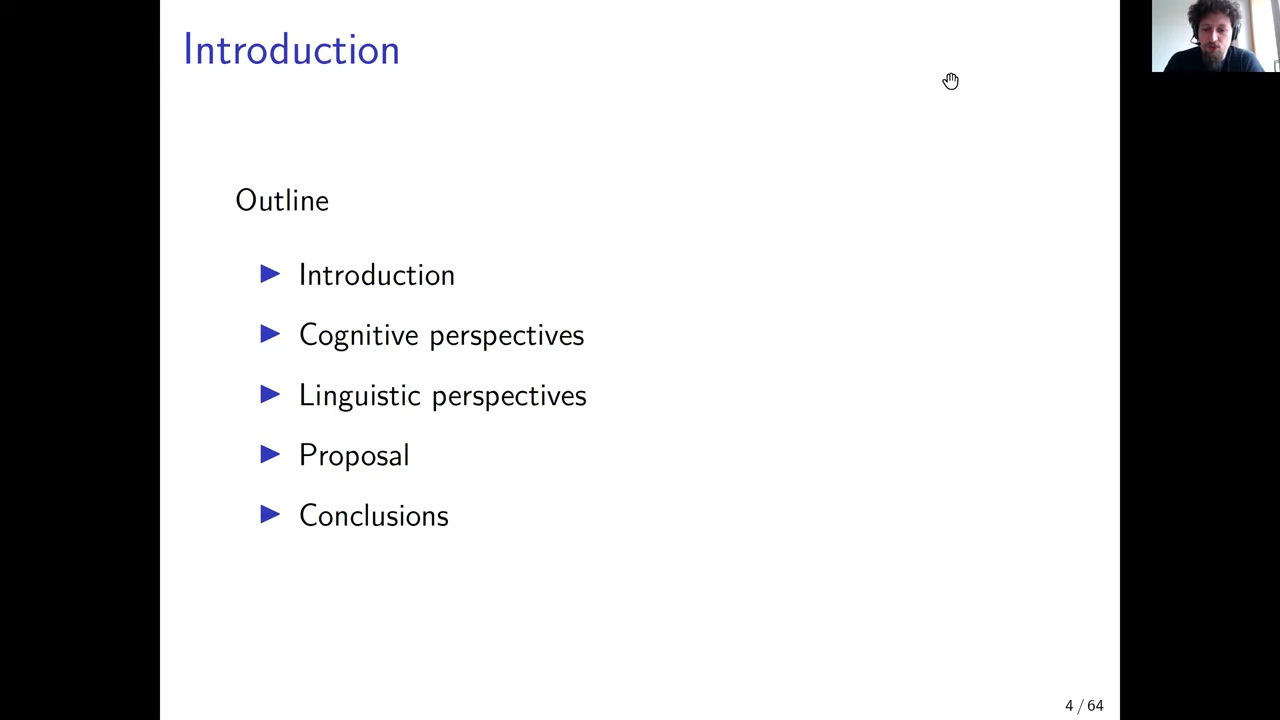 Introduction
Outline
Introduction
Cognitive perspectives
Linguistic perspectives
Proposal
Conclusions
4 / 64